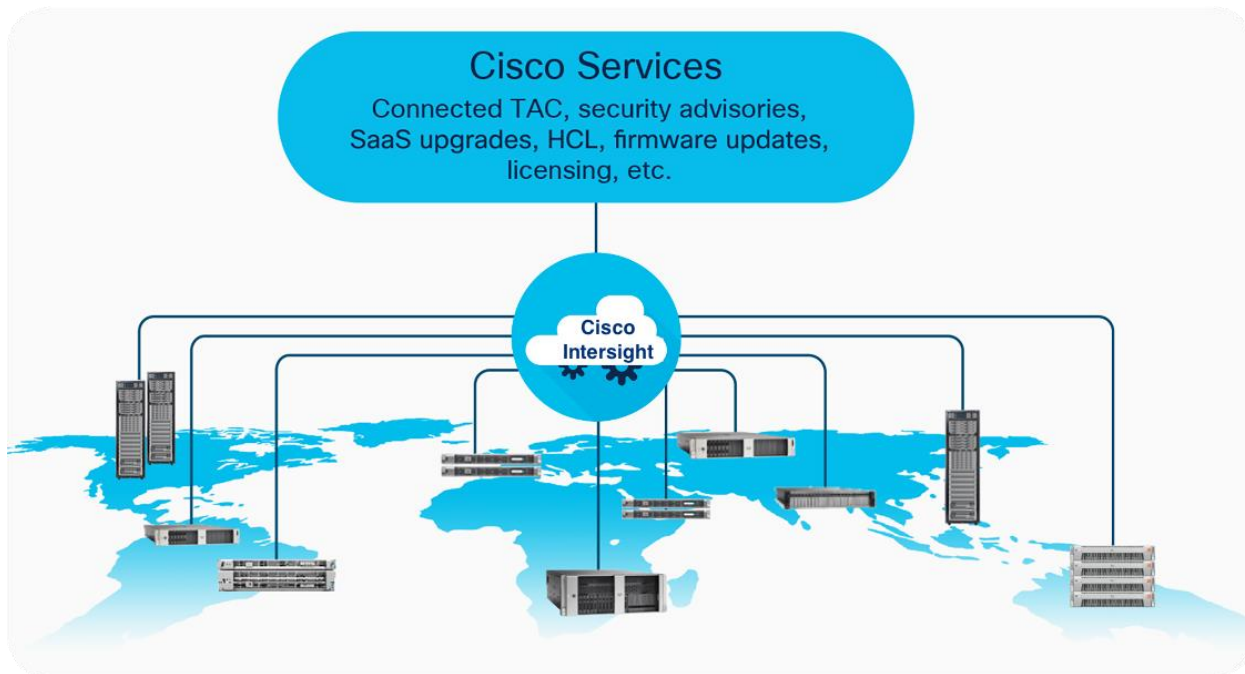 Cisco Services
Connected TAC, security advisories,
SaaS upgrades, HCL, firmware updates,
licensing, etc.
Cisco
Intersight